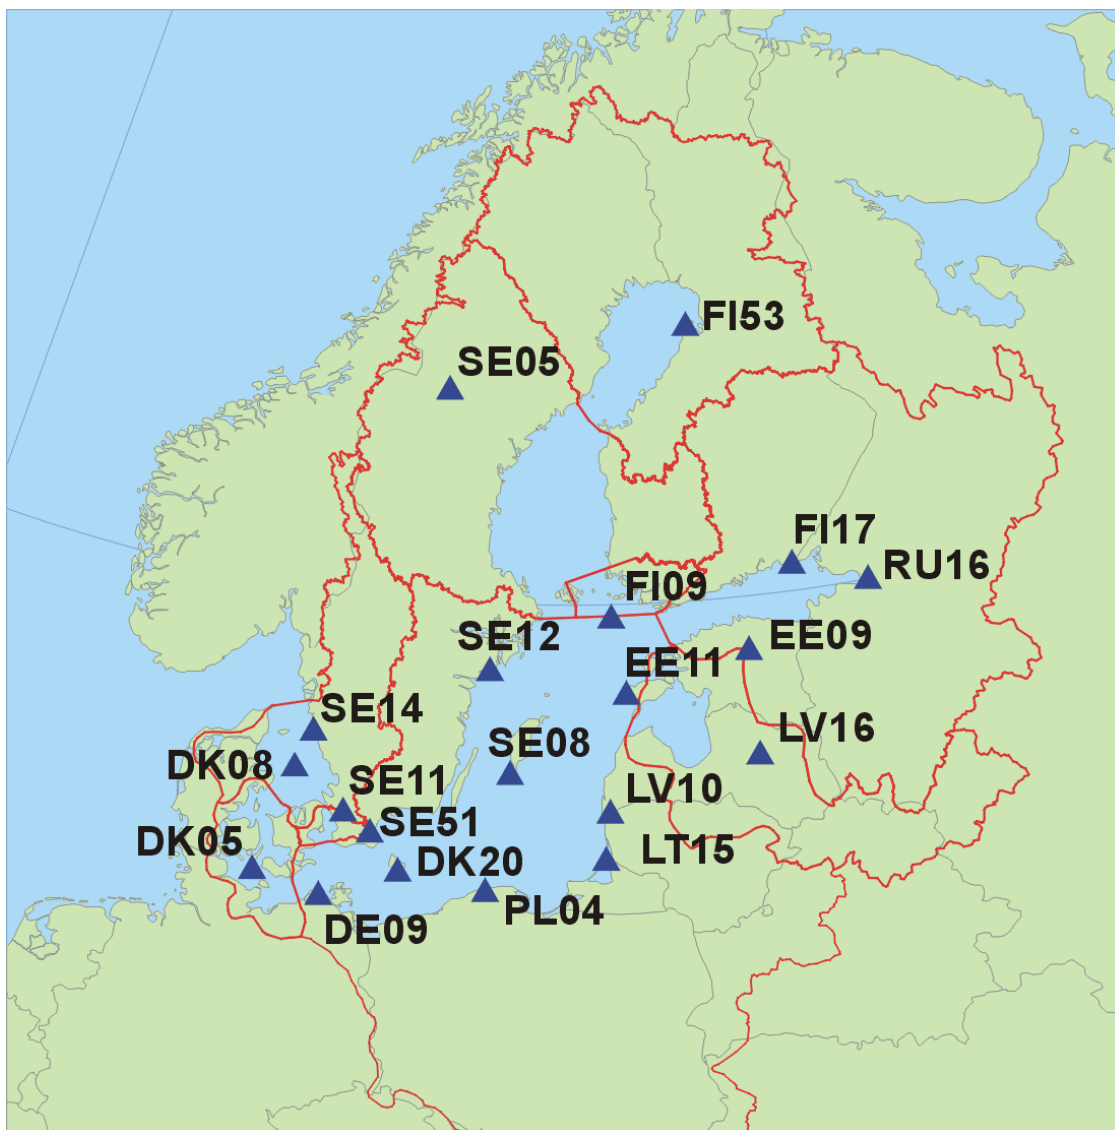 FI53
SE05
FI17
RU16
FI09
EE09
SE12
EE11
SE14
SE08
LV16
DK08
SE11
LV10
SE51
DK05
LT15
DK20
PL04
DE09